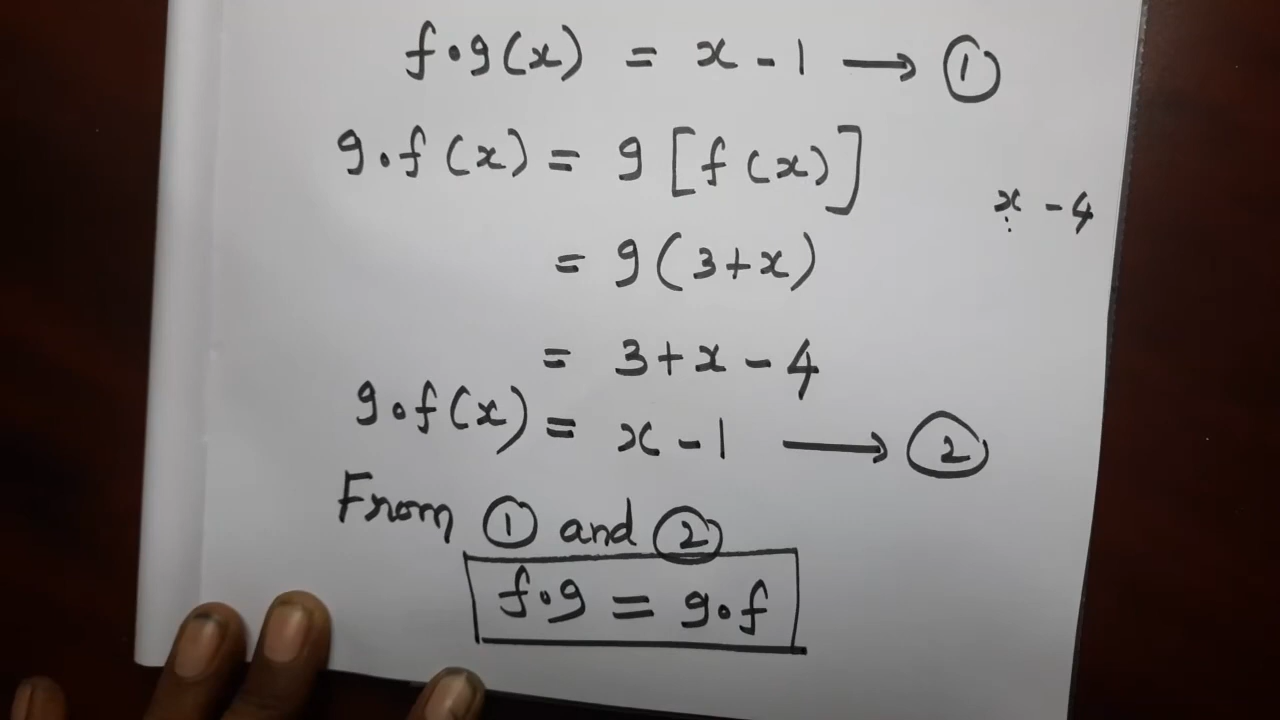 f∘g(x) = x - 1 ⟶ ①
g∘f(x) = g[f(x)]
x - 4
= g(3+x)
= 3+x-4
g∘f(x) = x - 1 ⟶ ②
From ① and ②
f∘g = g∘f